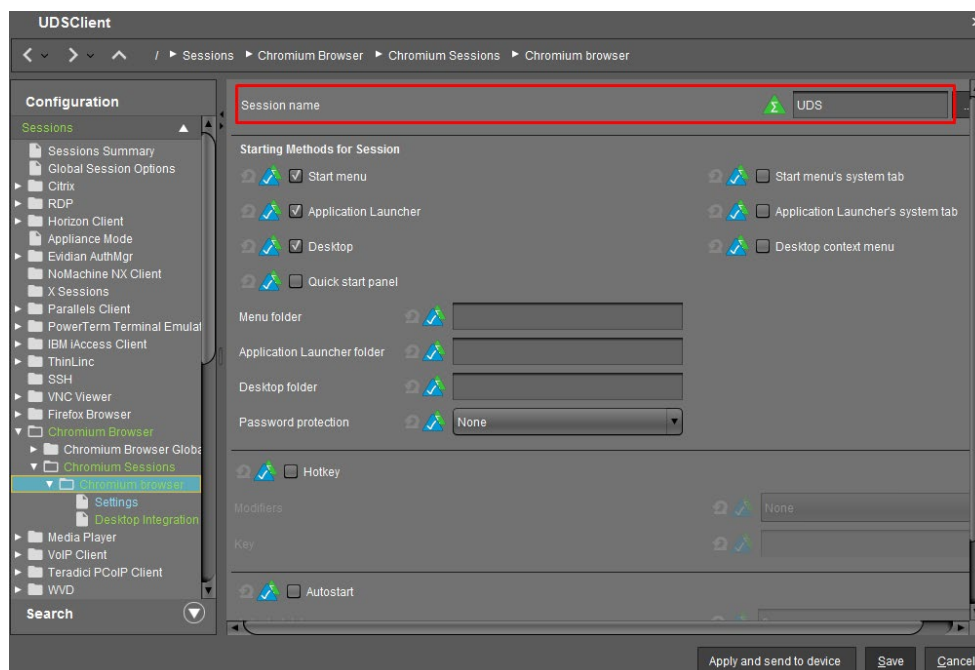 UDSClient
/ Sessions Chromium Browser Chromium Sessions Chromium browser
Configuration
Sessions
Sessions Summary
Global Session Options
Citrix
RDP
Horizon Client
Appliance Mode
Evidian AuthMgr
NoMachine NX Client
X Sessions
Parallels Client
PowerTerm Terminal Emulat
IBM iAccess Client
ThinLinc
SSH
VNC Viewer
Firefox Browser
Chromium Browser
Chromium Browser Globa
Chromium Sessions
Chromium browser
Settings
Desktop Integration
Media Player
VoIP Client
Teradici PCoIP Client
WVD
Search
Session name UDS
Starting Methods for Session
Start menu Start menu's system tab
Application Launcher Application Launcher's system tab
Desktop Desktop context menu
Quick start panel
Menu folder
Application Launcher folder
Desktop folder
Password protection None
Hotkey
Modifiers None
Key
Autostart
Apply and send to device Save Cancel